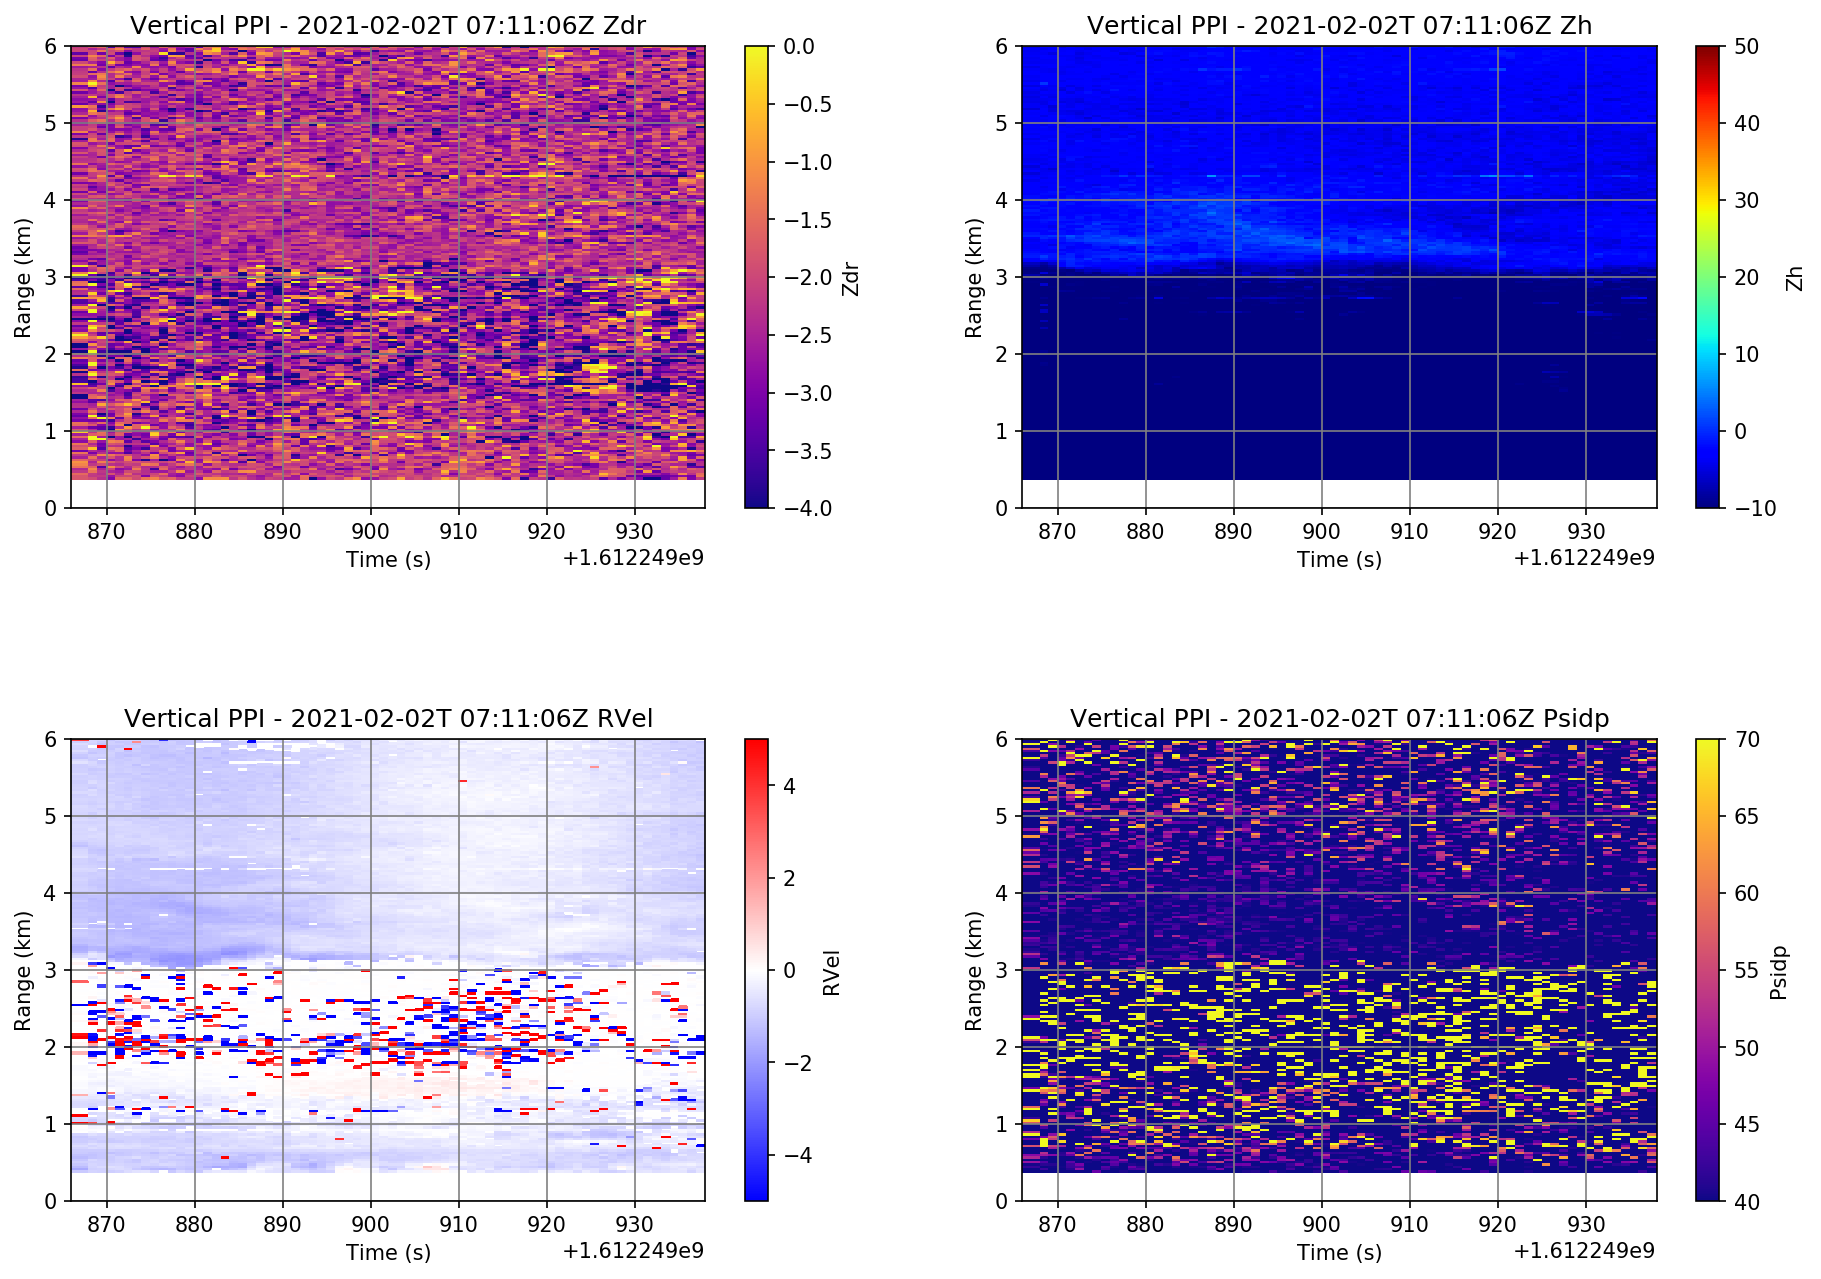 Vertical PPI - 2021-02-02T 07:11:06Z Zdr
6
5
4
3
2
1
0
Range (km)
870 880 890 900 910 920 930
Time (s)
+1.612249e9
0.0
−0.5
−1.0
−1.5
−2.0
−2.5
−3.0
−3.5
−4.0
Zdr
Vertical PPI - 2021-02-02T 07:11:06Z Zh
6
5
4
3
2
1
0
Range (km)
870 880 890 900 910 920 930
Time (s)
+1.612249e9
50
40
30
20
10
0
−10
Zh
Vertical PPI - 2021-02-02T 07:11:06Z RVel
6
5
4
3
2
1
0
Range (km)
870 880 890 900 910 920 930
Time (s)
+1.612249e9
4
2
0
−2
−4
RVel
Vertical PPI - 2021-02-02T 07:11:06Z Psidp
6
5
4
3
2
1
0
Range (km)
870 880 890 900 910 920 930
Time (s)
+1.612249e9
70
65
60
55
50
45
40
Psidp